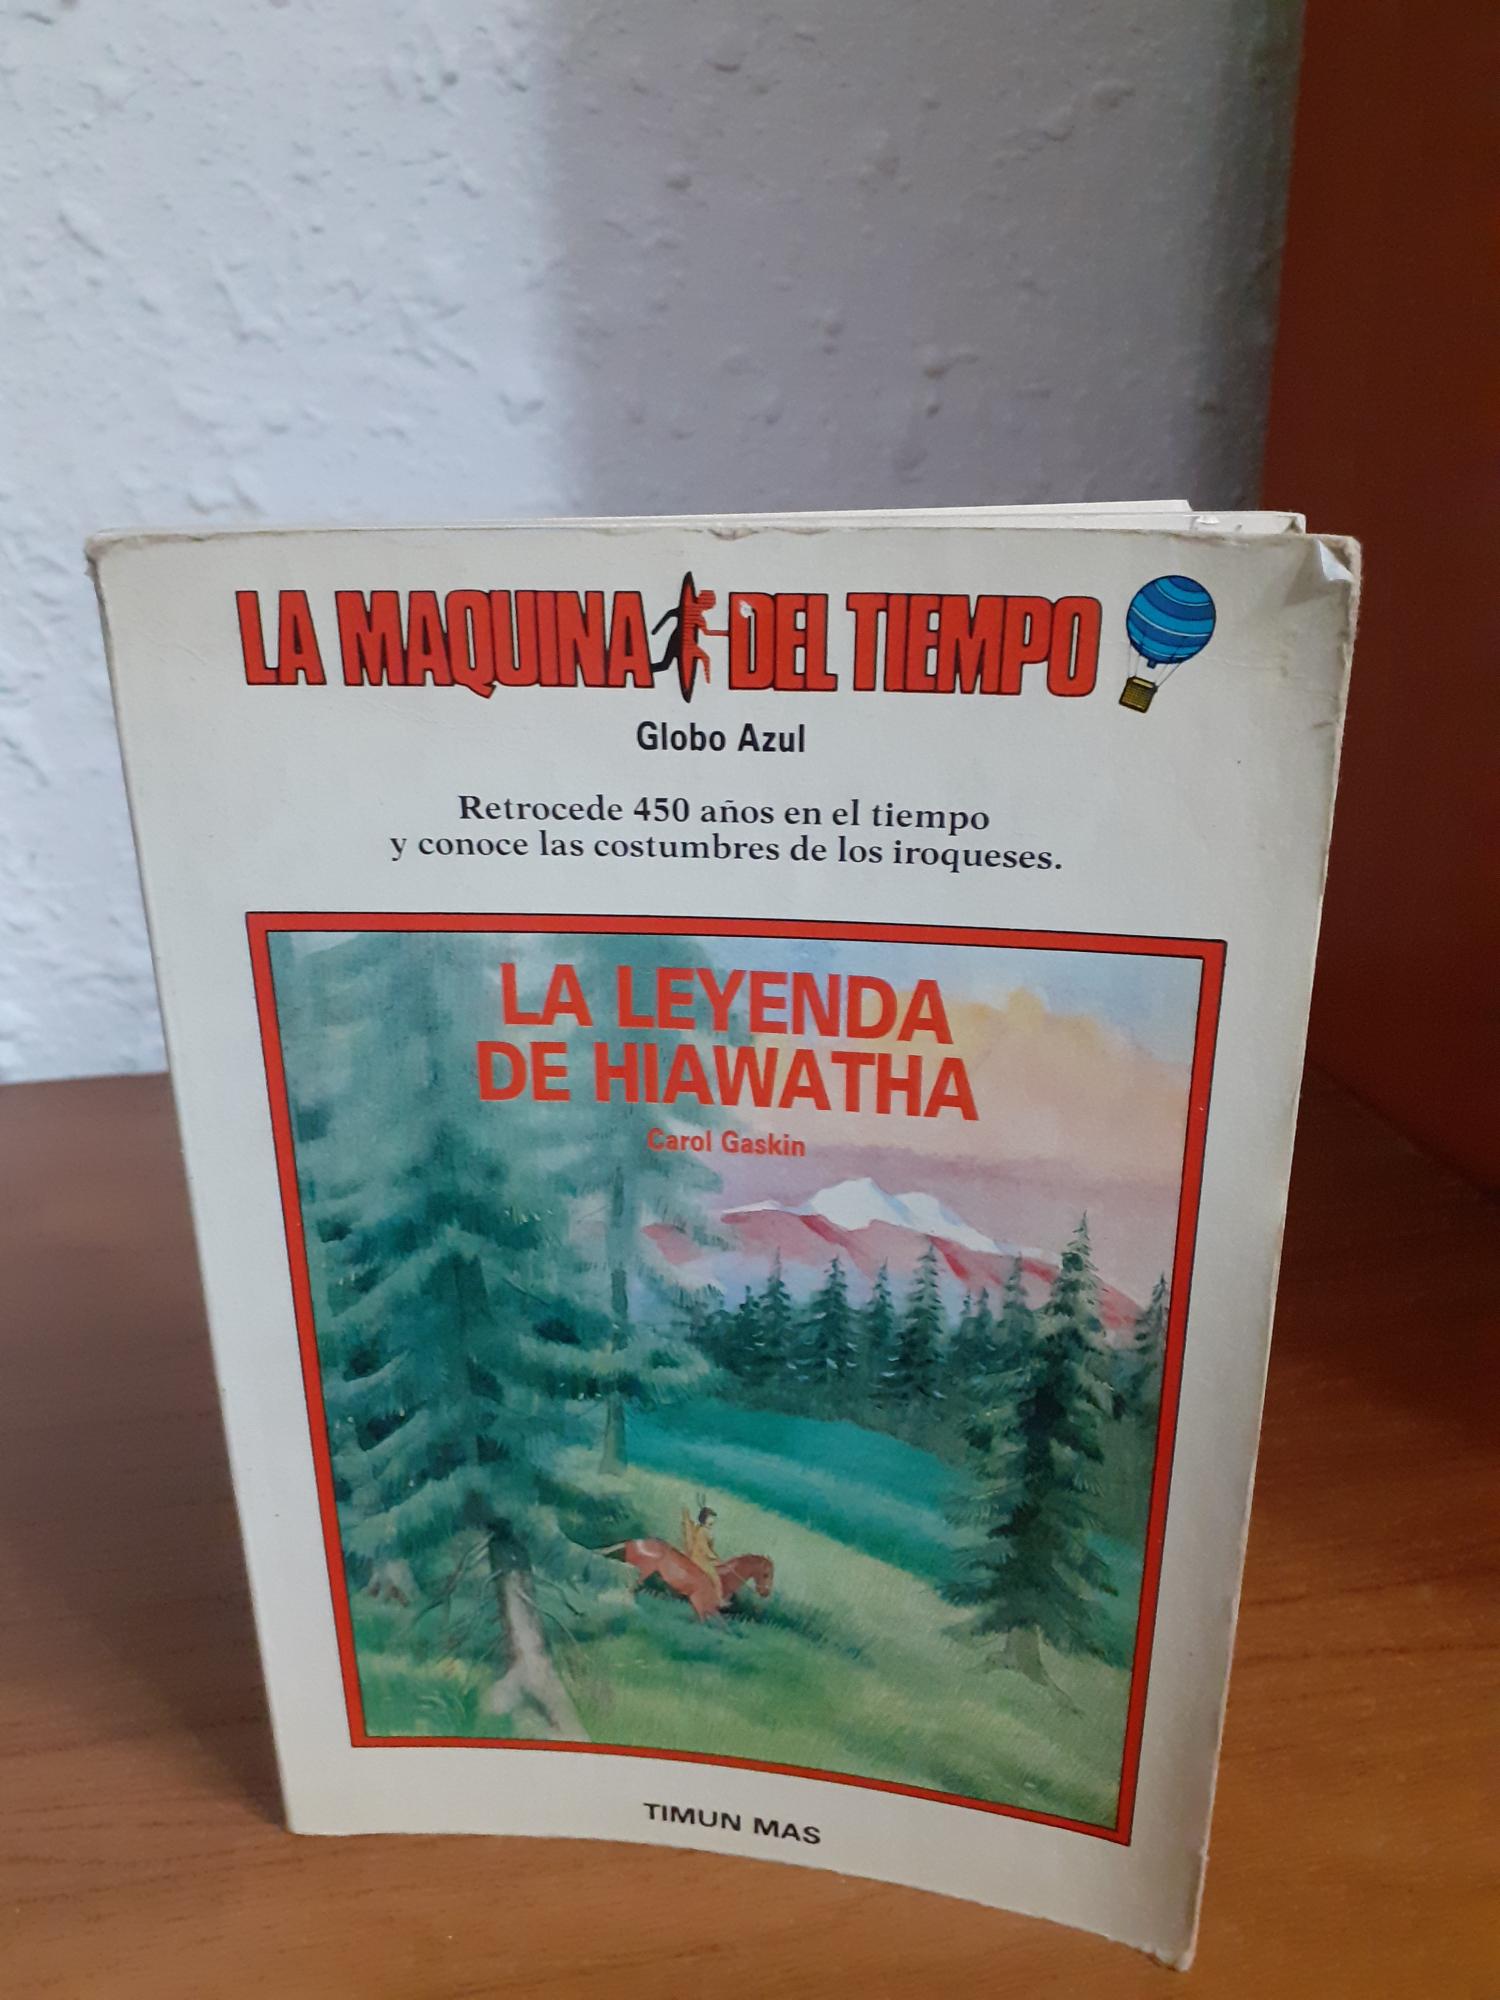 LA MAQUINA DEL TIEMPO
Globo Azul
Retrocede 450 años en el tiempo
y conoce las costumbres de los iroqueses.
LA LEYENDA
DE HIAWATHA
Carol Gaskin
TIMUN MAS